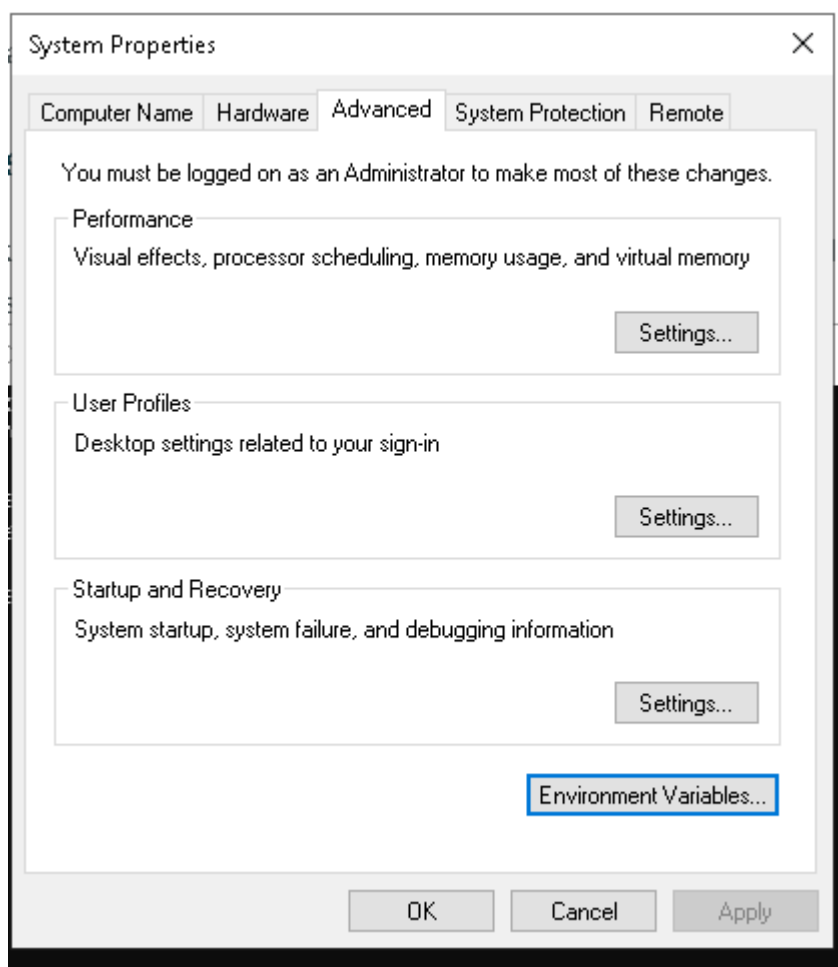 System Properties
Computer Name Hardware Advanced System Protection Remote
You must be logged on as an Administrator to make most of these changes.
Performance
Visual effects, processor scheduling, memory usage, and virtual memory
Settings...
User Profiles
Desktop settings related to your sign-in
Settings...
Startup and Recovery
System startup, system failure, and debugging information
Settings...
Environment Variables...
OK Cancel Apply